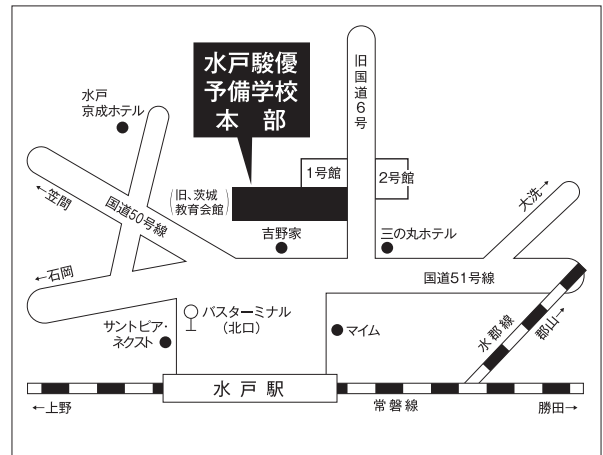 水戸駿優
予備学校
本 部
旧国道6号
水戸
京成ホテル
1号館
2号館
(旧、茨城
教育会館)
←笠間
国道50号線
大洗→
吉野家
三の丸ホテル
←石岡
国道51号線
バスターミナル
(北口)
サントピア・
ネクスト
マイム
水郡線
郡山→
水戸駅
←上野
常磐線
勝田→